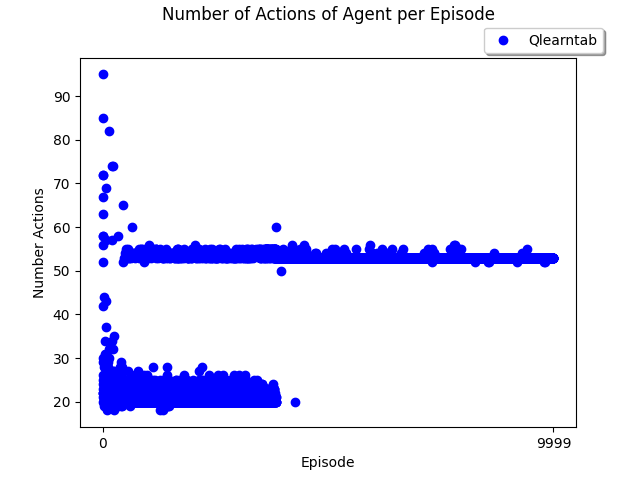 Number of Actions of Agent per Episode
Qlearntab
90
80
70
60
50
40
30
20
Number Actions
0 9999
Episode